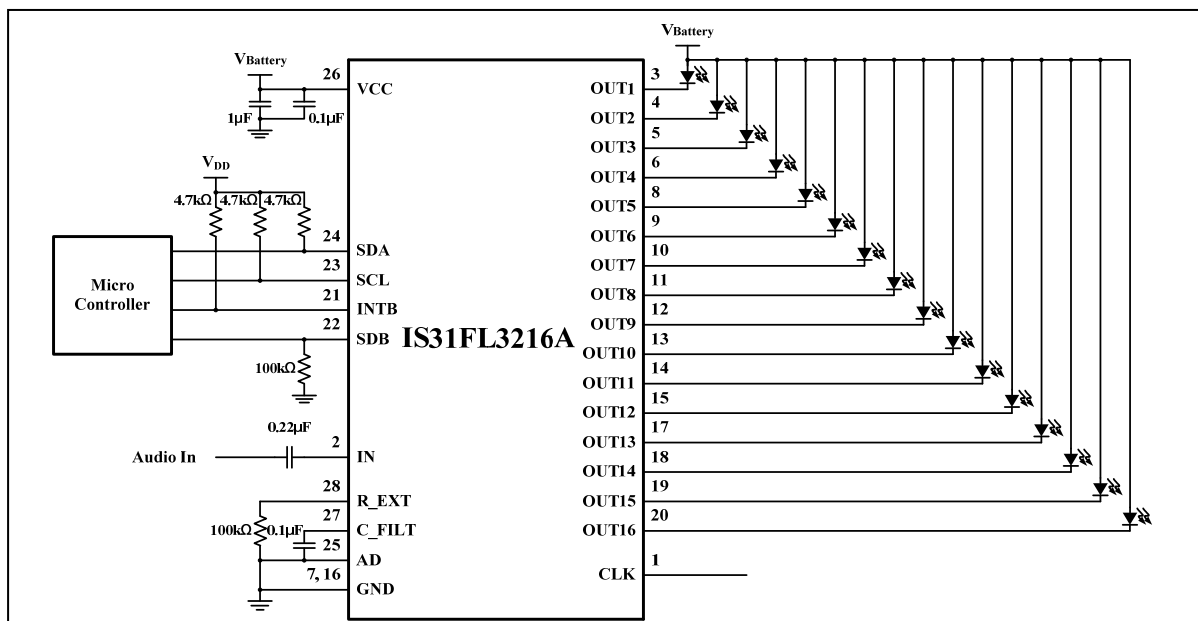 VBattery
26
VCC
1μF
0.1μF
VDD
4.7kΩ 4.7kΩ 4.7kΩ
24
SDA
23
SCL
21
INTB
22
SDB
Micro
Controller
100kΩ
IS31FL3216A
0.22μF
Audio In
2
IN
28
R_EXT
27
C_FILT
100kΩ
0.1μF
25
AD
7, 16
GND
VBattery
3
OUT1
4
OUT2
5
OUT3
6
OUT4
8
OUT5
9
OUT6
10
OUT7
11
OUT8
12
OUT9
13
OUT10
14
OUT11
15
OUT12
17
OUT13
18
OUT14
19
OUT15
20
OUT16
1
CLK